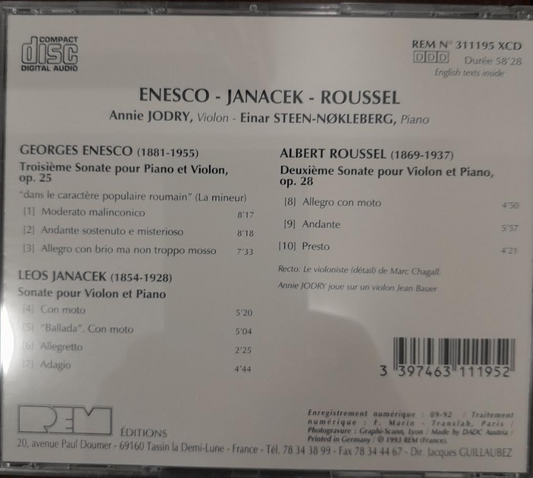 COMPACT
disc
DIGITAL AUDIO
REM N° 311195 XCD
DDD Durée 58'28
English texts inside
ENESCO - JANACEK - ROUSSEL
Annie JODRY, Violon - Einar STEEN-NØKLEBERG, Piano
GEORGES ENESCO (1881-1955)
Troisième Sonate pour Piano et Violon,
op. 25
"dans le caractère populaire roumain" (La mineur)
[1] Moderato malinconico 8'17
[2] Andante sostenuto e misterioso 8'18
[3] Allegro con brio ma non troppo mosso 7'33
LEOS JANACEK (1854-1928)
Sonate pour Violon et Piano
[4] Con moto 5'20
[5] "Ballada". Con moto 5'04
[6] Allegretto 2'25
[7] Adagio 4'44
ALBERT ROUSSEL (1869-1937)
Deuxième Sonate pour Violon et Piano,
op. 28
[8] Allegro con moto 4'50
[9] Andante 5'57
[10] Presto 4'21
Recto: Le violoniste (détail) de Marc Chagall.
Annie JODRY joue sur un violon Jean Bauer
3 397463 111952
REM ÉDITIONS
Enregistrement numérique : 09-92 / Traitement
numérique : F. Marin - Translab, Paris /
Photogravure : Graphi-Scann, Lyon / Made by DADC Austria /
Printed in Germany / © 1993 REM (France).
20, avenue Paul Doumer - 69160 Tassin la Demi-Lune - France - Tél. 78 34 38 99 - Fax 78 34 44 67 - Dir. Jacques GUILLAUBEZ